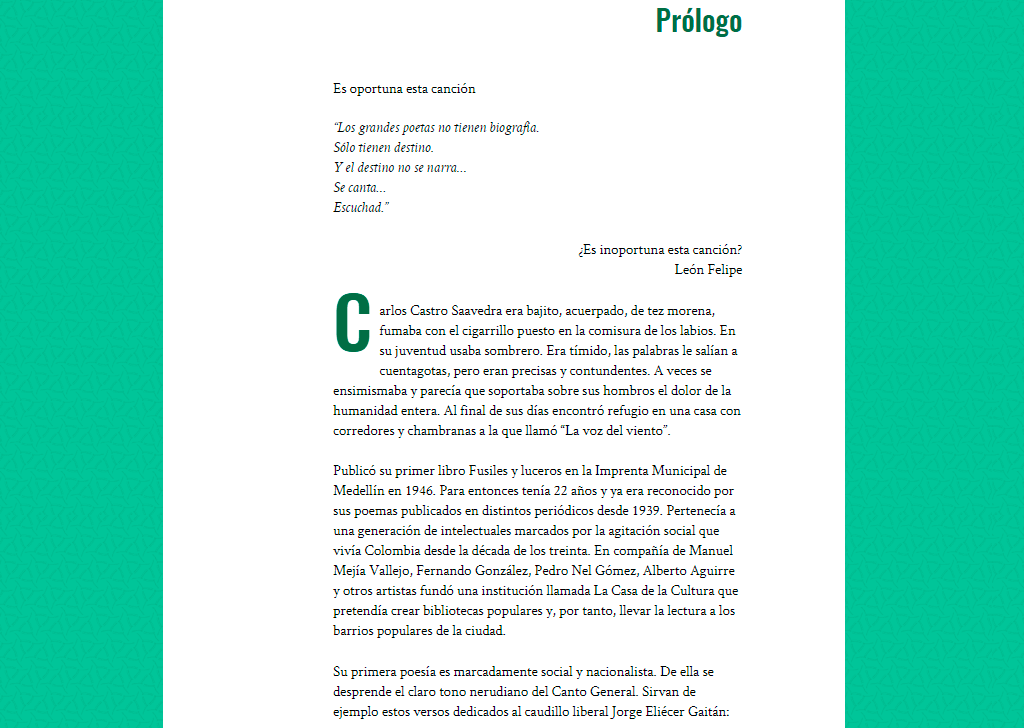 Prólogo
Es oportuna esta canción
“Los grandes poetas no tienen biografía.
Sólo tienen destino.
Y el destino no se narra...
Se canta...
Escuchad.”
¿Es inoportuna esta canción?
León Felipe
Carlos Castro Saavedra era bajito, acuerpado, de tez morena,
fumaba con el cigarrillo puesto en la comisura de los labios. En
su juventud usaba sombrero. Era tímido, las palabras le salían a
cuentagotas, pero eran precisas y contundentes. A veces se
ensimismaba y parecía que soportaba sobre sus hombros el dolor de la
humanidad entera. Al final de sus días encontró refugio en una casa con
corredores y chambranas a la que llamó “La voz del viento”.
Publicó su primer libro Fusiles y luceros en la Imprenta Municipal de
Medellín en 1946. Para entonces tenía 22 años y ya era reconocido por
sus poemas publicados en distintos periódicos desde 1939. Pertenecía a
una generación de intelectuales marcados por la agitación social que
vivía Colombia desde la década de los treinta. En compañía de Manuel
Mejía Vallejo, Fernando González, Pedro Nel Gómez, Alberto Aguirre
y otros artistas fundó una institución llamada La Casa de la Cultura que
pretendía crear bibliotecas populares y, por tanto, llevar la lectura a los
barrios populares de la ciudad.
Su primera poesía es marcadamente social y nacionalista. De ella se
desprende el claro tono nerudiano del Canto General. Sirvan de
ejemplo estos versos dedicados al caudillo liberal Jorge Eliécer Gaitán: